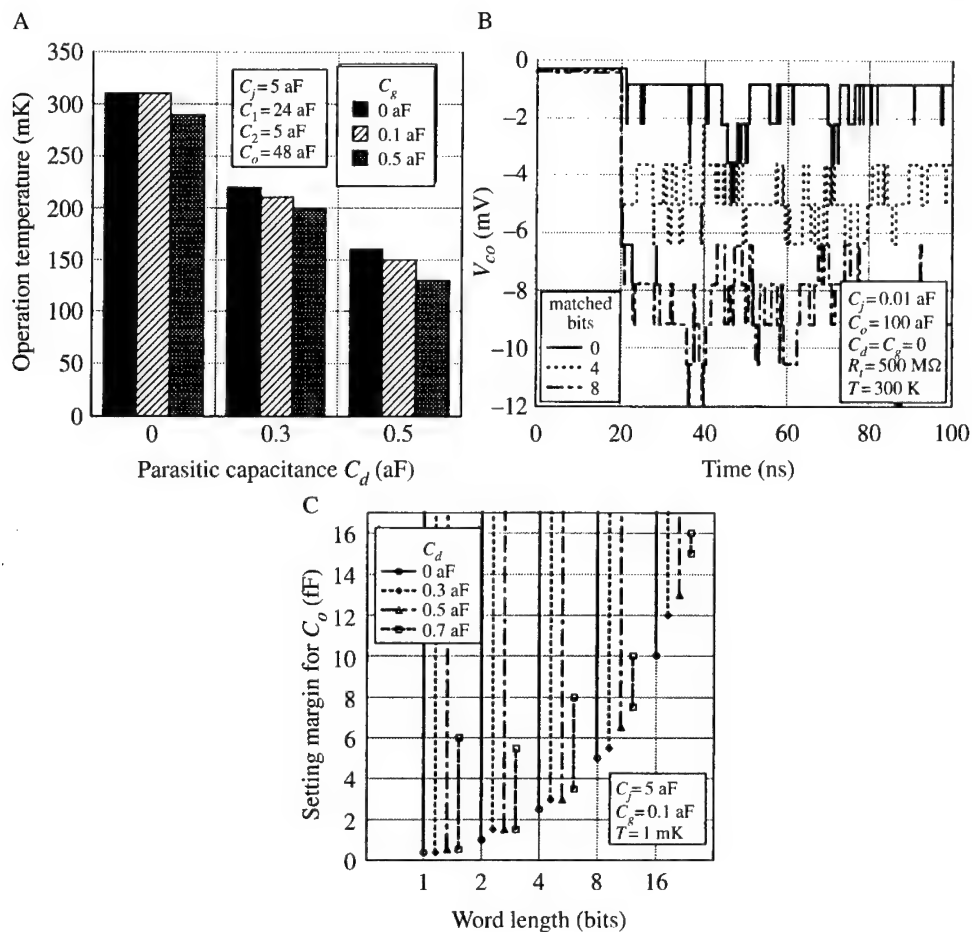 A
Operation temperature (mK)
350
300
250
200
150
100
50
0
C_j = 5 aF
C_1 = 24 aF
C_2 = 5 aF
C_o = 48 aF
C_g
0 aF
0.1 aF
0.5 aF
0 0.3 0.5
Parasitic capacitance C_d (aF)
B
V_co (mV)
0
−2
−4
−6
−8
−10
−12
matched
bits
0
4
8
C_j = 0.01 aF
C_o = 100 aF
C_d = C_g = 0
R_t = 500 MΩ
T = 300 K
0 20 40 60 80 100
Time (ns)
C
Setting margin for C_o (fF)
16
14
12
10
8
6
4
2
0
C_d
0 aF
0.3 aF
0.5 aF
0.7 aF
C_j = 5 aF
C_g = 0.1 aF
T = 1 mK
1 2 4 8 16
Word length (bits)